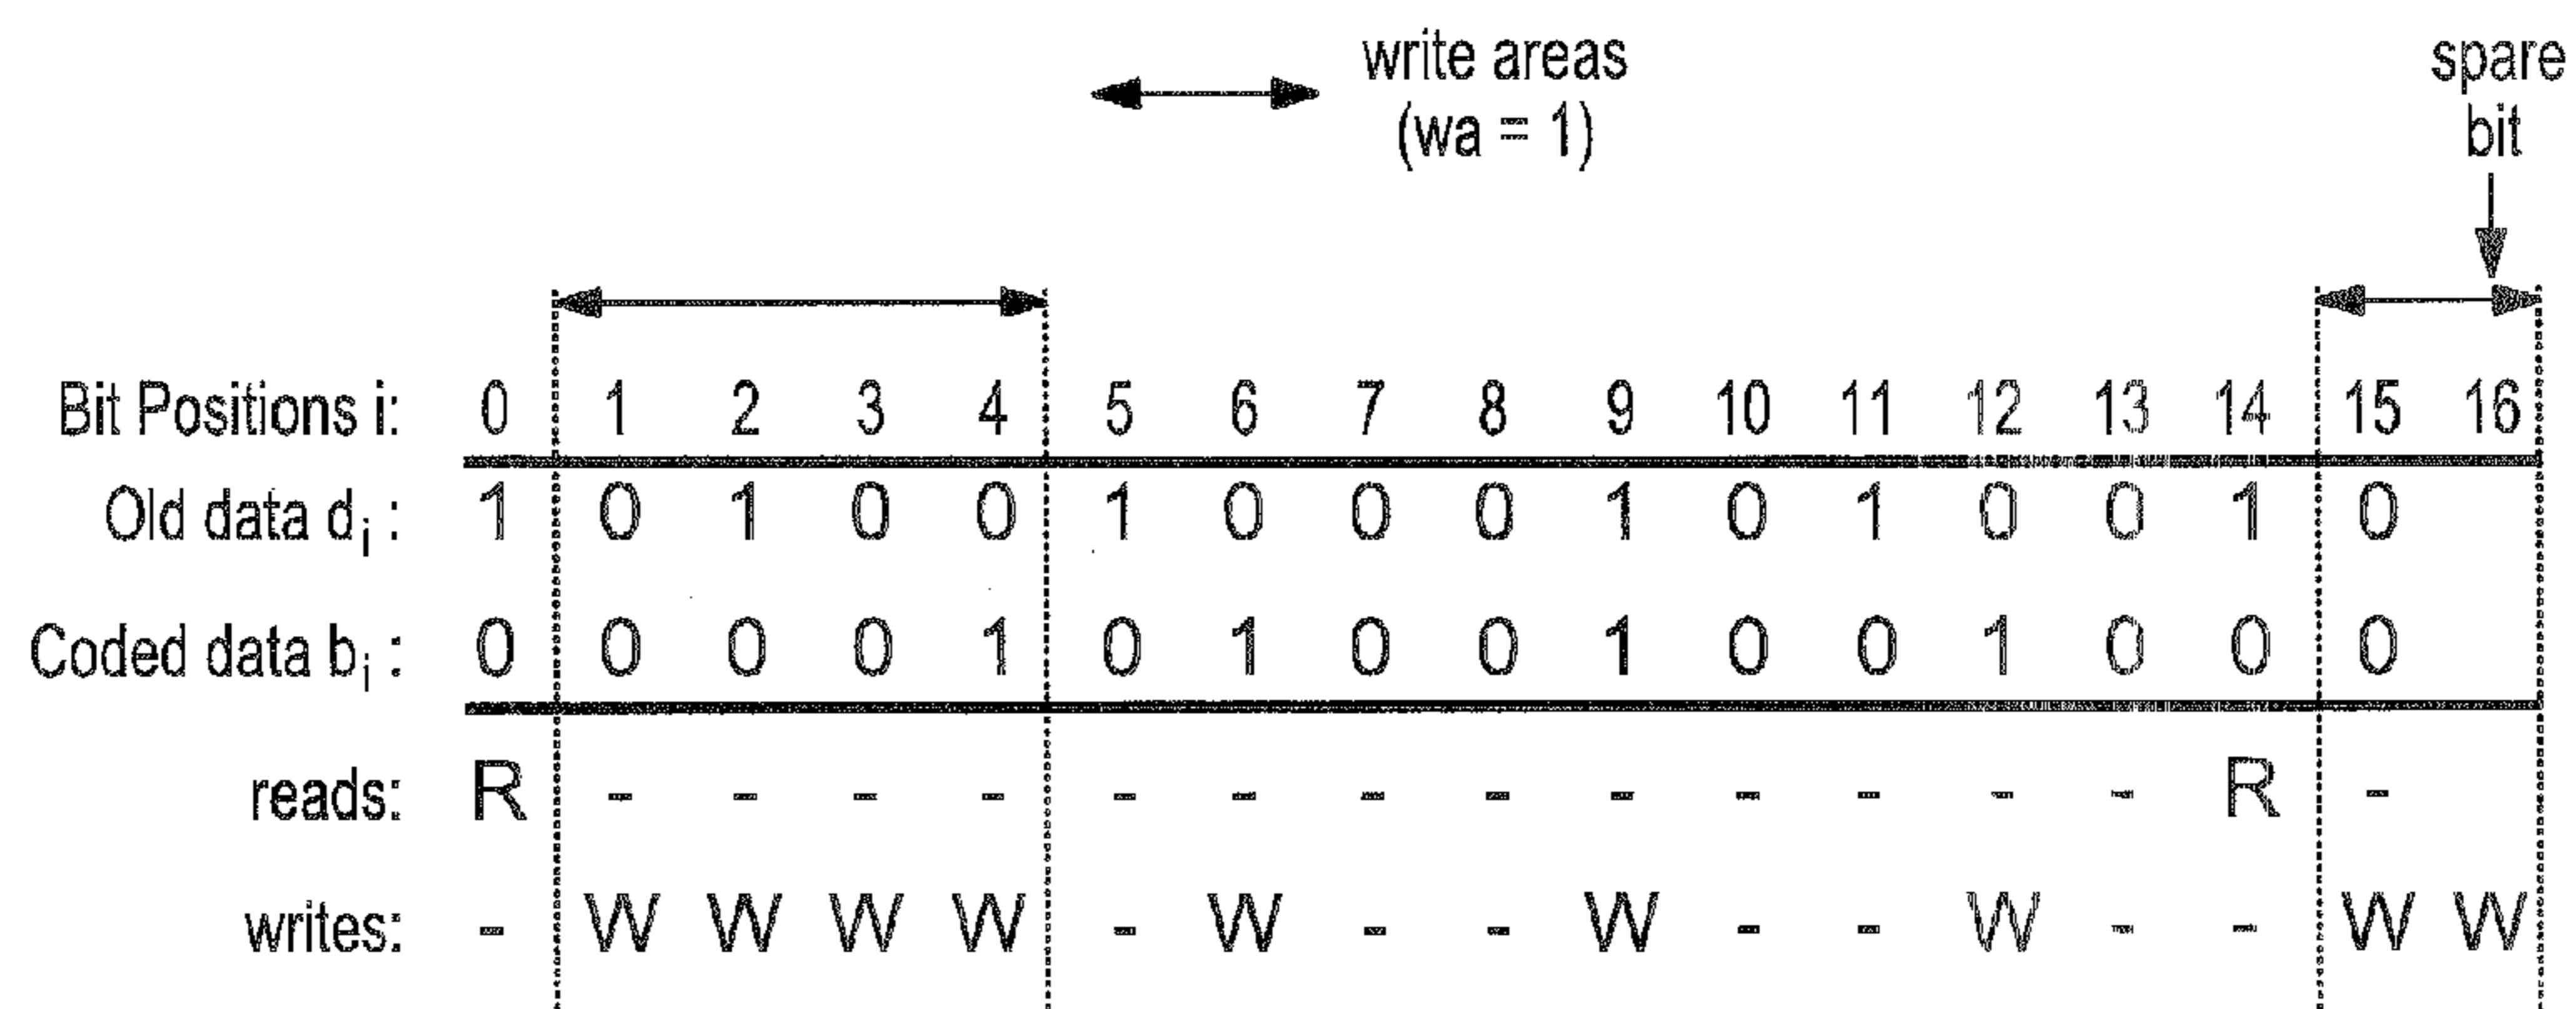 write areas
(wa = 1)
spare
bit
Bit Positions i: 0 1 2 3 4 5 6 7 8 9 10 11 12 13 14 15 16
Old data di : 1 0 1 0 0 1 0 0 0 1 0 1 0 0 1 0
Coded data bi : 0 0 0 0 1 0 1 0 0 1 0 0 1 0 0 0
reads: R - - - - - - - - - - - - - R -
writes: - W W W W - W - - W - - W - - W W